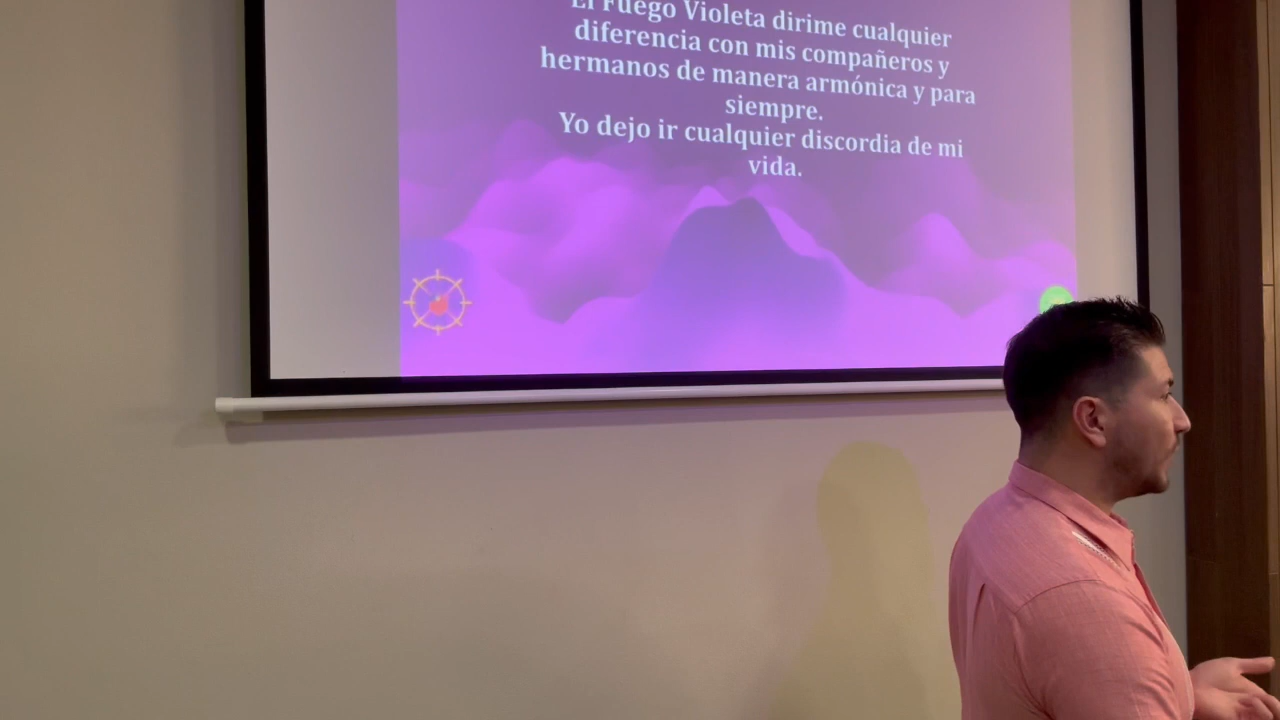 El Fuego Violeta dirime cualquier
diferencia con mis compañeros y
hermanos de manera armónica y para
siempre.
Yo dejo ir cualquier discordia de mi
vida.